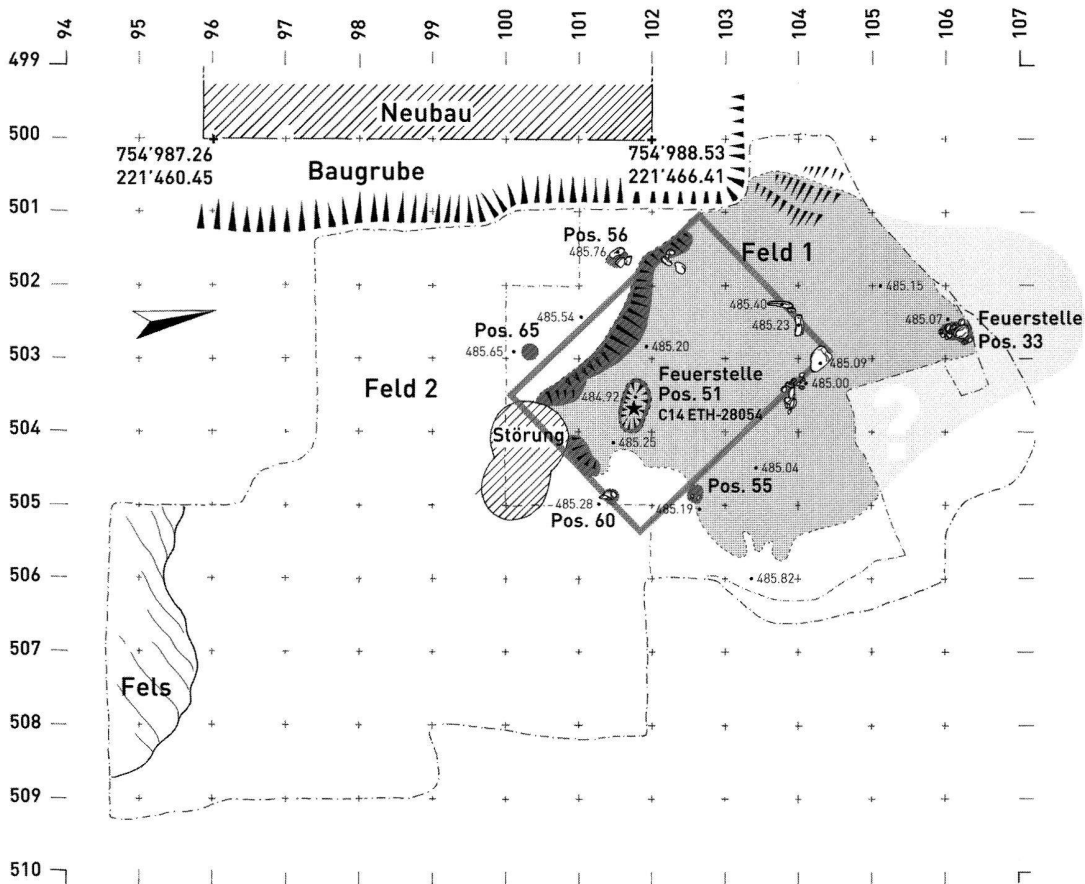 94 95 96 97 98 99 100 101 102 103 104 105 106 107
499
Neubau
500
754'987.26
221'460.45
754'988.53
221'466.41
Baugrube
501
Pos. 56
485.76
Feld 1
502
485.15
485.40
485.54
485.07
Feuerstelle
Pos. 33
485.23
Pos. 65
485.65
485.20
503
485.09
Feld 2
Feuerstelle
Pos. 51
C14 ETH-28054
484.92
485.00
?
504
Störung
485.25
485.04
Pos. 55
505
485.28
Pos. 60
485.19
506
485.82
507
Fels
508
509
510